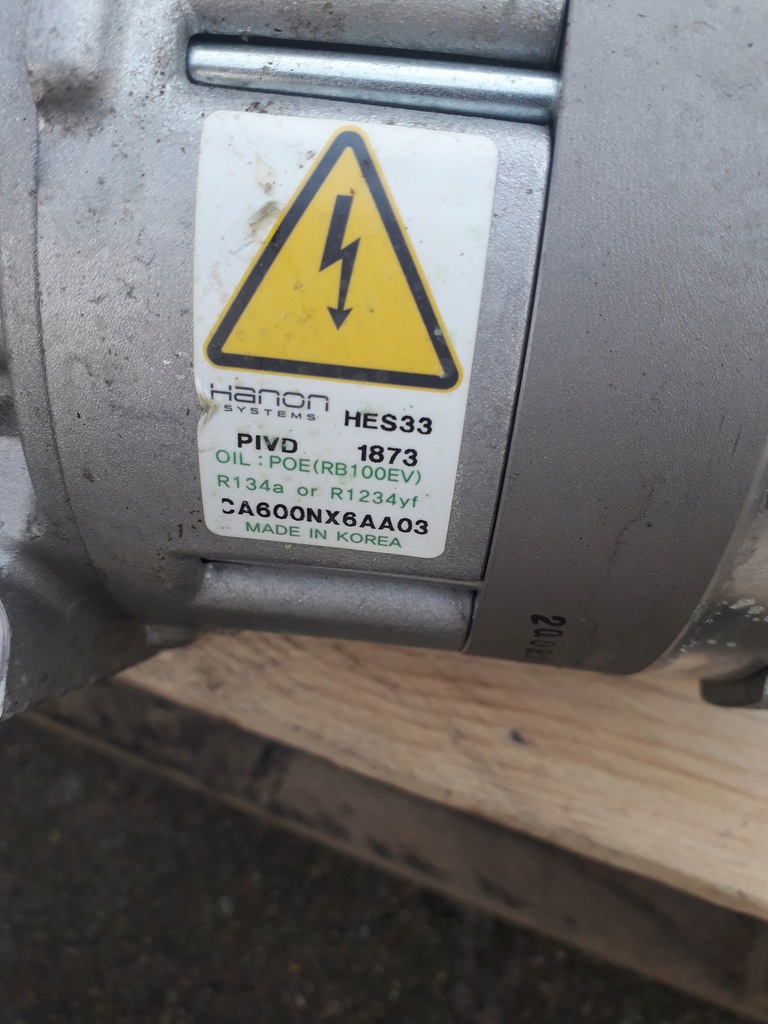 Hanon
SYSTEMS
HES33
PIVD 1873
OIL : POE(RB100EV)
R134a or R1234yf
CA600NX6AA03
MADE IN KOREA